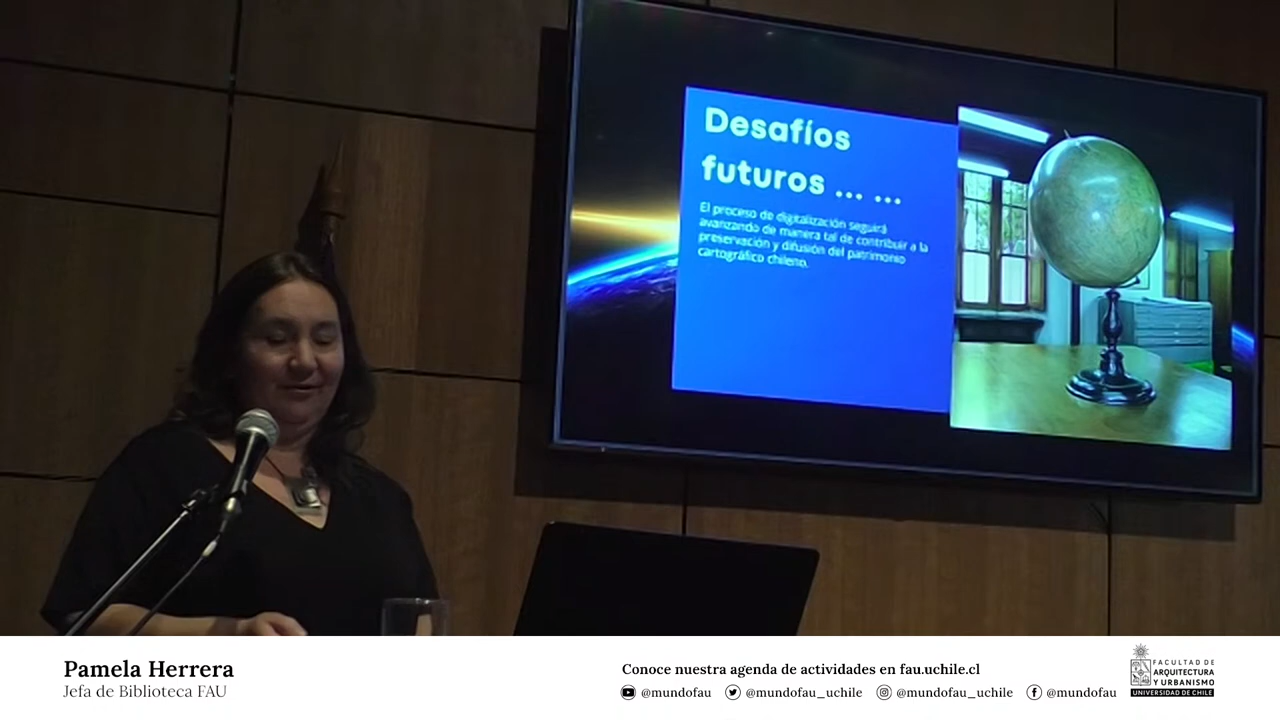 Desafíos
futuros ... ...
El proceso de digitalización seguirá
avanzando de manera tal de contribuir a la
preservación y difusión del patrimonio
cartográfico chileno.
Pamela Herrera
Jefa de Biblioteca FAU
Conoce nuestra agenda de actividades en fau.uchile.cl
@mundofau @mundofau_uchile @mundofau_uchile @mundofau
FACULTAD DE
ARQUITECTURA
Y URBANISMO
UNIVERSIDAD DE CHILE